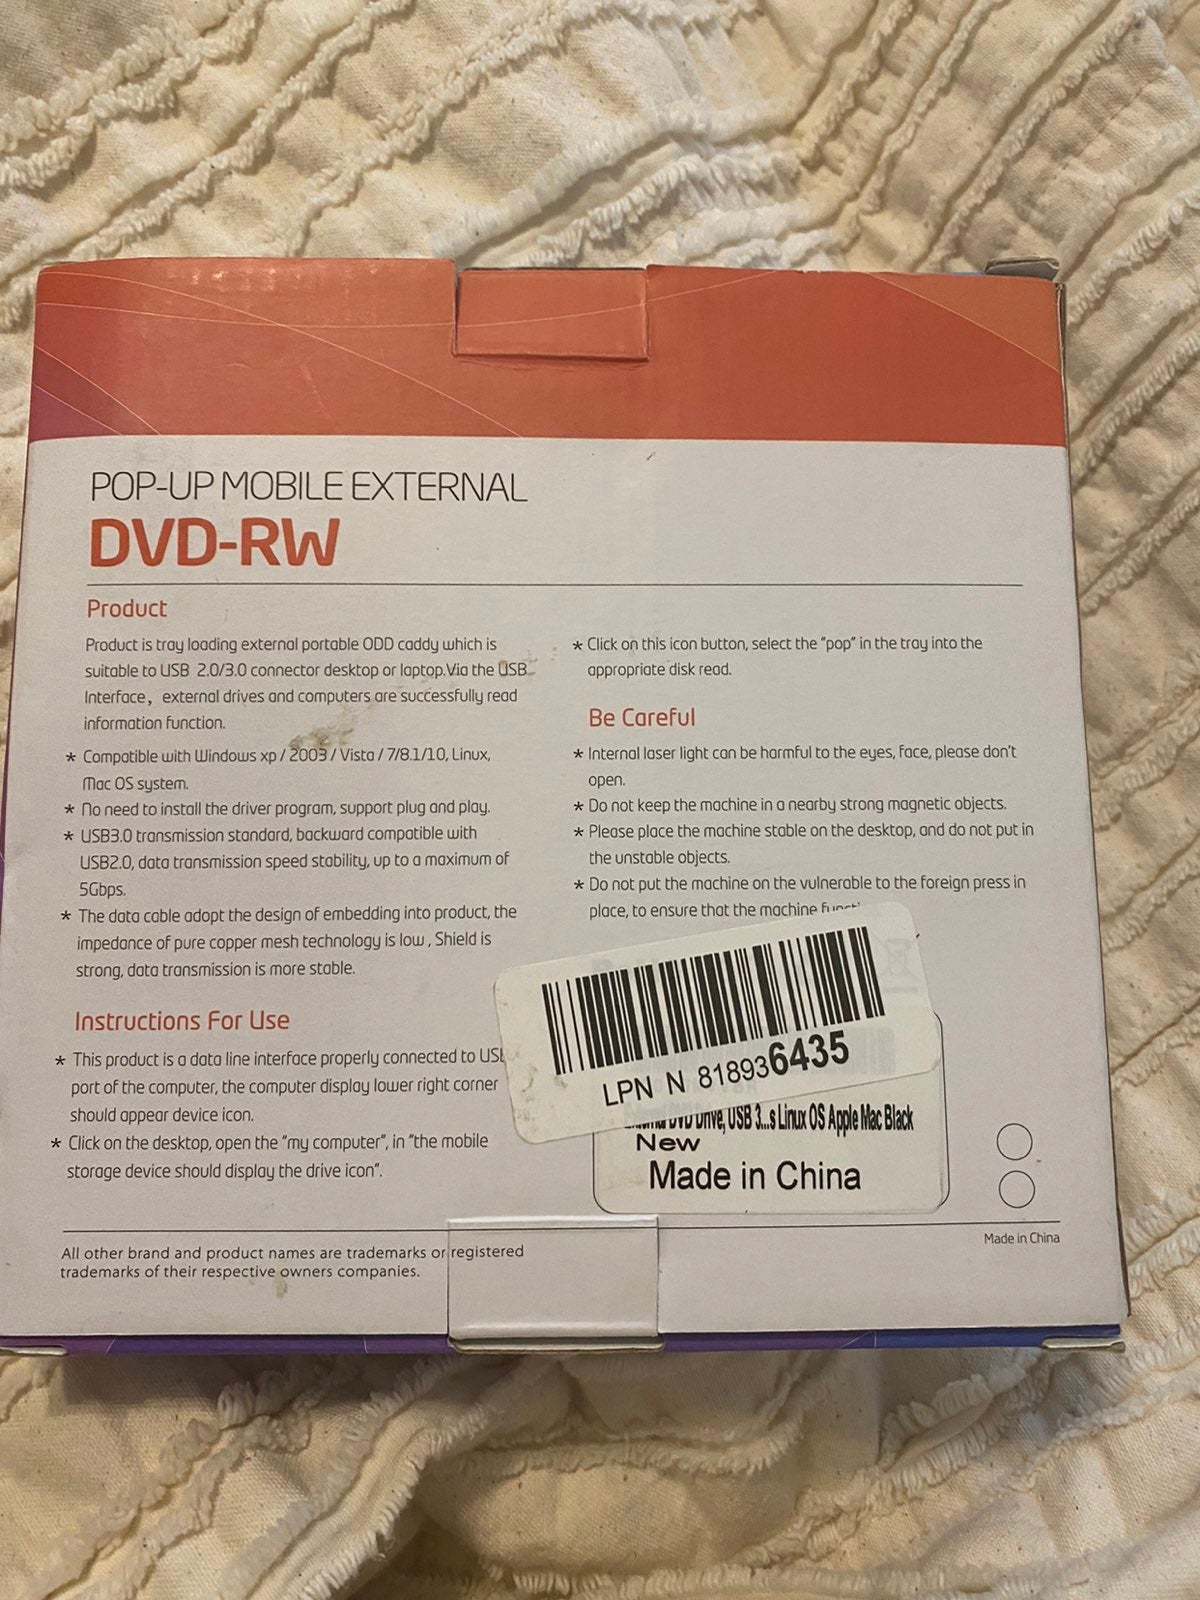 POP-UP MOBILE EXTERNAL
DVD-RW
Product
Product is tray loading external portable ODD caddy which is
suitable to USB 2.0/3.0 connector desktop or laptop.Via the USB
Interface, external drives and computers are successfully read
information function.
* Compatible with Windows xp / 2003 / Vista / 7/8.1/10, Linux,
Mac OS system.
* No need to install the driver program, support plug and play.
* USB3.0 transmission standard, backward compatible with
USB2.0, data transmission speed stability, up to a maximum of
5Gbps.
* The data cable adopt the design of embedding into product, the
impedance of pure copper mesh technology is low , Shield is
strong, data transmission is more stable.
Instructions For Use
* This product is a data line interface properly connected to USB
port of the computer, the computer display lower right corner
should appear device icon.
* Click on the desktop, open the "my computer", in "the mobile
storage device should display the drive icon".
* Click on this icon button, select the "pop" in the tray into the
appropriate disk read.
Be Careful
* Internal laser light can be harmful to the eyes, face, please don't
open.
* Do not keep the machine in a nearby strong magnetic objects.
* Please place the machine stable on the desktop, and do not put in
the unstable objects.
* Do not put the machine on the vulnerable to the foreign press in
place, to ensure that the machine
LPN N 818936435
DVD Drive, USB 3...s Linux OS Apple Mac Black
New
Made in China
Made in China
All other brand and product names are trademarks or registered
trademarks of their respective owners companies.